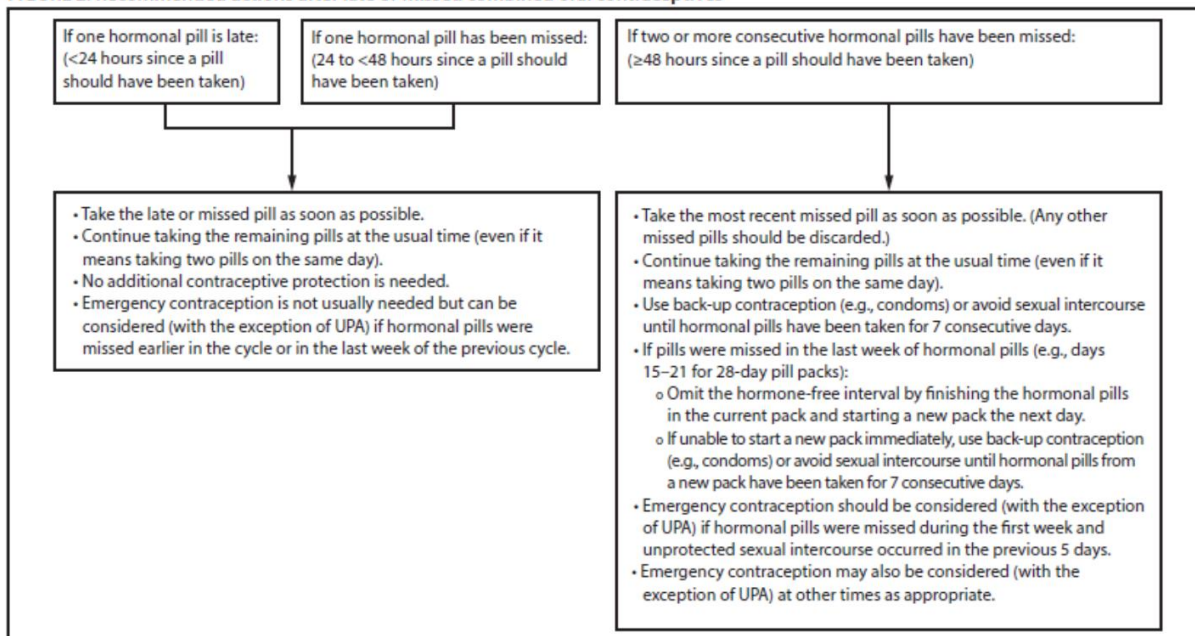 If one hormonal pill is late:
(<24 hours since a pill
should have been taken)
If one hormonal pill has been missed:
(24 to <48 hours since a pill should
have been taken)
If two or more consecutive hormonal pills have been missed:
(≥48 hours since a pill should have been taken)
• Take the late or missed pill as soon as possible.
• Continue taking the remaining pills at the usual time (even if it
means taking two pills on the same day).
• No additional contraceptive protection is needed.
• Emergency contraception is not usually needed but can be
considered (with the exception of UPA) if hormonal pills were
missed earlier in the cycle or in the last week of the previous cycle.
• Take the most recent missed pill as soon as possible. (Any other
missed pills should be discarded.)
• Continue taking the remaining pills at the usual time (even if it
means taking two pills on the same day).
• Use back-up contraception (e.g., condoms) or avoid sexual intercourse
until hormonal pills have been taken for 7 consecutive days.
• If pills were missed in the last week of hormonal pills (e.g., days
15–21 for 28-day pill packs):
o Omit the hormone-free interval by finishing the hormonal pills
in the current pack and starting a new pack the next day.
o If unable to start a new pack immediately, use back-up contraception
(e.g., condoms) or avoid sexual intercourse until hormonal pills from
a new pack have been taken for 7 consecutive days.
• Emergency contraception should be considered (with the exception
of UPA) if hormonal pills were missed during the first week and
unprotected sexual intercourse occurred in the previous 5 days.
• Emergency contraception may also be considered (with the
exception of UPA) at other times as appropriate.